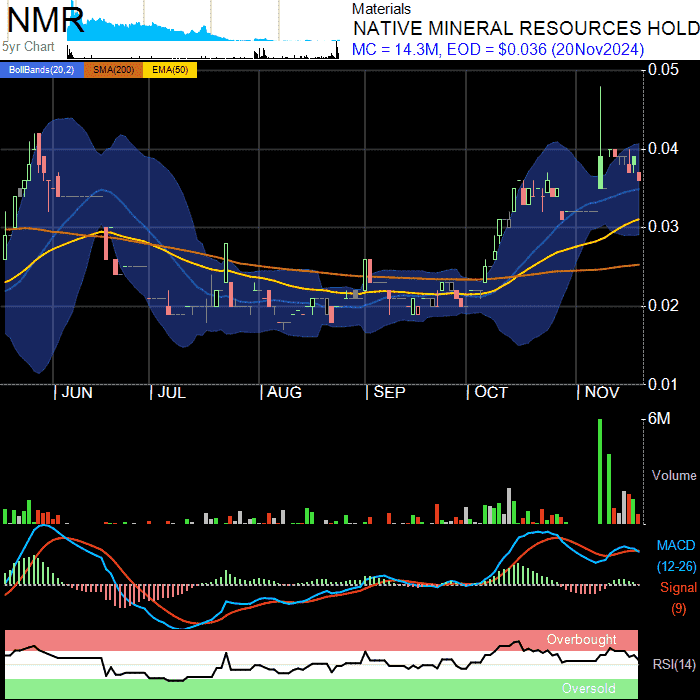 NMR
5yr Chart
Materials
NATIVE MINERAL RESOURCES HOLD
MC = 14.3M, EOD = $0.036 (20Nov2024)
BollBands(20,2) SMA(200) EMA(50)
0.05
0.04
0.03
0.02
0.01
JUN JUL AUG SEP OCT NOV
6M
Volume
MACD
(12-26)
Signal
(9)
Overbought
RSI(14)
Oversold